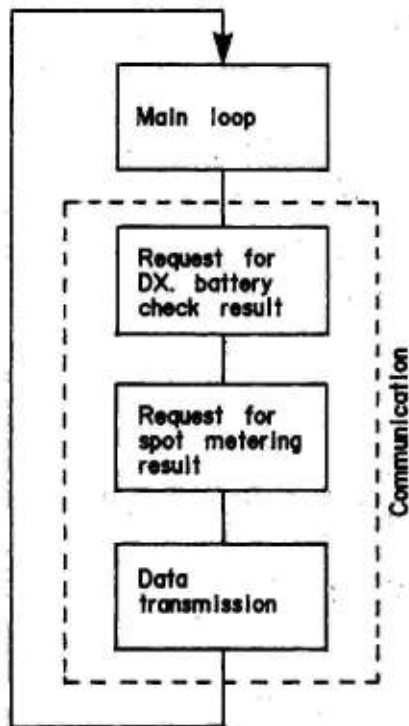 Main loop
Request for
DX. battery
check result
Request for
spot metering
result
Data
transmission
Communication